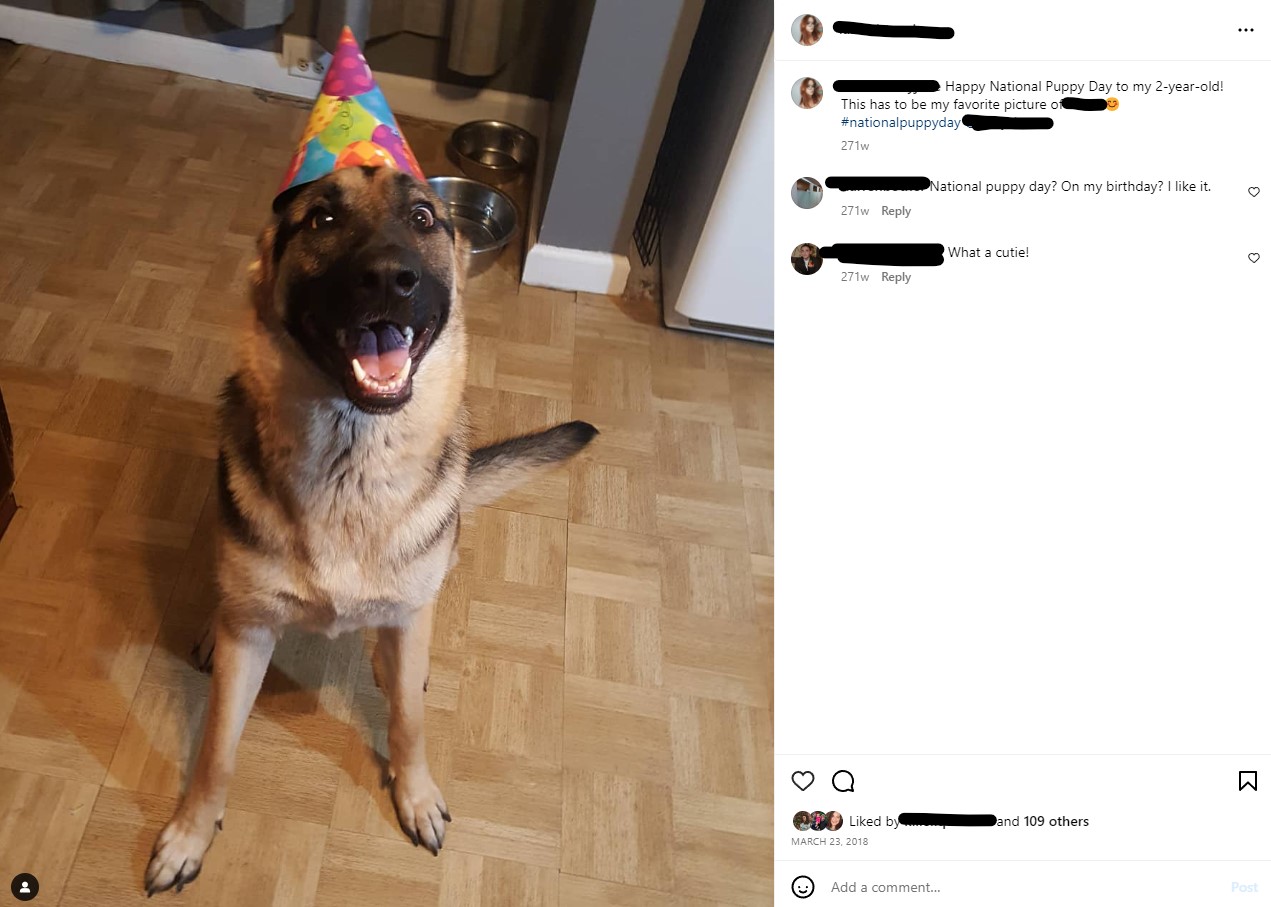 Happy National Puppy Day to my 2-year-old!
This has to be my favorite picture of
#nationalpuppyday
271w
National puppy day? On my birthday? I like it.
271w Reply
What a cutie!
271w Reply
Liked by and 109 others
MARCH 23, 2018
Add a comment... Post